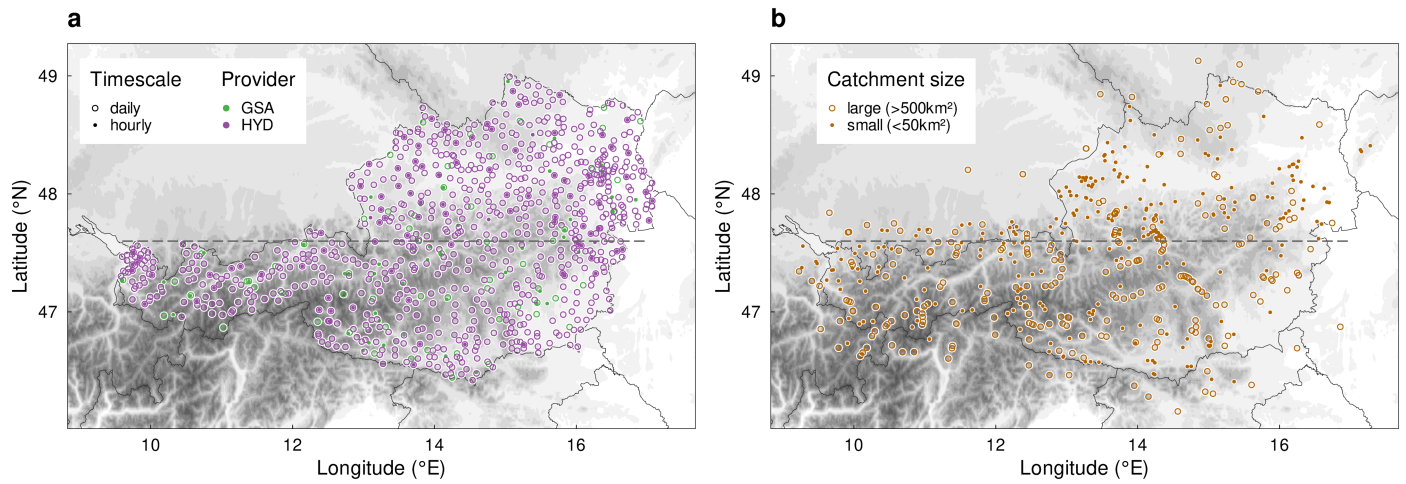 a
Timescale
daily
hourly
Provider
GSA
HYD
49
48
47
10
12
14
16
Latitude (°N)
Longitude (°E)
b
Catchment size
large (>500km²)
small (<50km²)
49
48
47
10
12
14
16
Latitude (°N)
Longitude (°E)